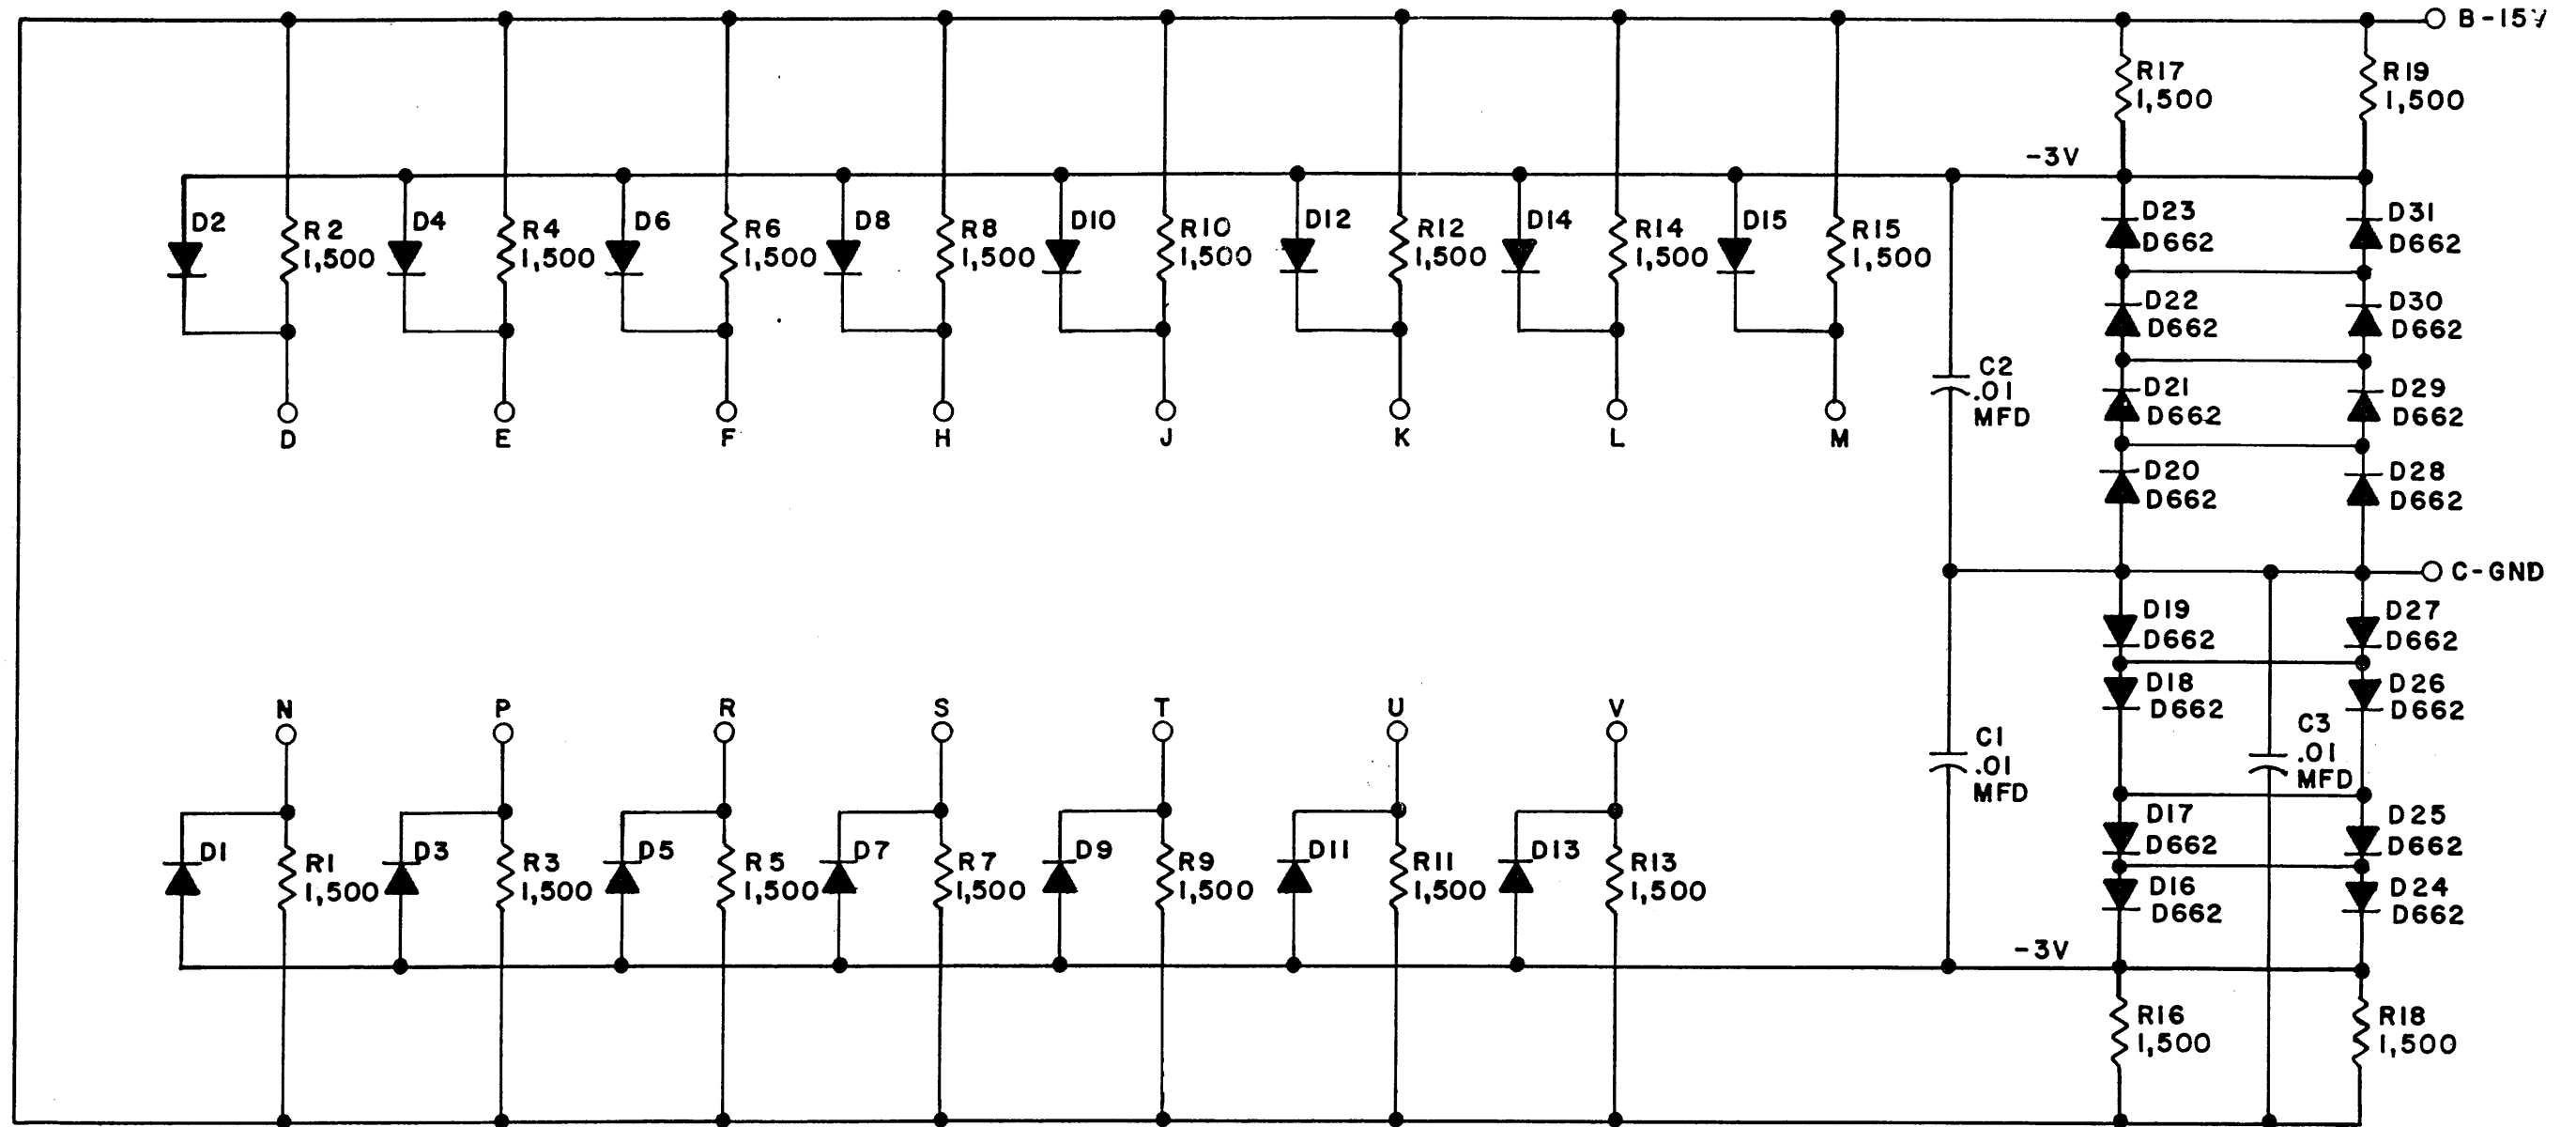 B-15V
R17
1,500
R19
1,500
-3V
D2
R2
1,500
D4
R4
1,500
D6
R6
1,500
D8
R8
1,500
D10
R10
1,500
D12
R12
1,500
D14
R14
1,500
D15
R15
1,500
D23
D662
D31
D662
D22
D662
D30
D662
C2
.01
MFD
D21
D662
D29
D662
D
E
F
H
J
K
L
M
D20
D662
D28
D662
C-GND
D19
D662
D27
D662
D18
D662
D26
D662
N
P
R
S
T
U
V
C1
.01
MFD
C3
.01
MFD
D17
D662
D25
D662
D1
R1
1,500
D3
R3
1,500
D5
R5
1,500
D7
R7
1,500
D9
R9
1,500
D11
R11
1,500
D13
R13
1,500
D16
D662
D24
D662
-3V
R16
1,500
R18
1,500